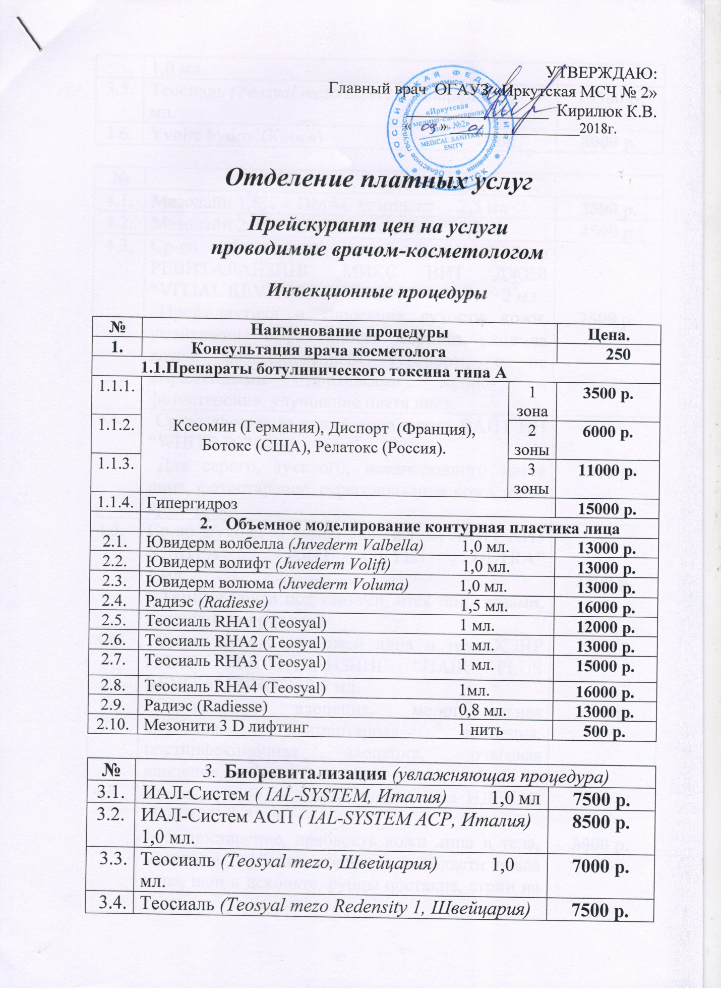 УТВЕРЖДАЮ:
Главный врач ОГАУЗ «Иркутская МСЧ № 2»
Кирилюк К.В.
« 09 » 01 2018г.
РОССИЙСКАЯ ФЕДЕРАЦИЯ
Областное государственное автономное учреждение здравоохранения
«Иркутская
медико-санитарная
часть №2»
MEDICAL SANITARY
ENITY
ИРКУТСК
Отделение платных услуг
Прейскурант цен на услуги
проводимые врачом-косметологом
Инъекционные процедуры
№ Наименование процедуры Цена.
1. Консультация врача косметолога 250
1.1.Препараты ботулинического токсина типа А
1.1.1. 1 зона 3500 р.
1.1.2. Ксеомин (Германия), Диспорт (Франция), 2 зоны 6000 р.
Ботокс (США), Релатокс (Россия).
1.1.3. 3 зоны 11000 р.
1.1.4. Гипергидроз 15000 р.
2. Объемное моделирование контурная пластика лица
2.1. Ювидерм волбелла (Juvederm Valbella) 1,0 мл. 13000 р.
2.2. Ювидерм волифт (Juvederm Volift) 1,0 мл. 13000 р.
2.3. Ювидерм волюма (Juvederm Voluma) 1,0 мл. 13000 р.
2.4. Радиэс (Radiesse) 1,5 мл. 16000 р.
2.5. Теосиаль RHA1 (Teosyal) 1 мл. 12000 р.
2.6. Теосиаль RHA2 (Teosyal) 1 мл. 13000 р.
2.7. Теосиаль RHA3 (Teosyal) 1 мл. 15000 р.
2.8. Теосиаль RHA4 (Teosyal) 1мл. 16000 р.
2.9. Радиэс (Radiesse) 0,8 мл. 13000 р.
2.10. Мезонити 3 D лифтинг 1 нить 500 р.
№ 3. Биоревитализация (увлажняющая процедура)
3.1. ИАЛ-Систем ( IAL-SYSTEM, Италия) 1,0 мл 7500 р.
3.2. ИАЛ-Систем АСП ( IAL-SYSTEM ACP, Италия) 8500 р.
1,0 мл.
3.3. Теосиаль (Teosyal mezo, Швейцария) 1,0 7000 р.
мл.
3.4. Теосиаль (Teosyal mezo Redensity 1, Швейцария) 7500 р.